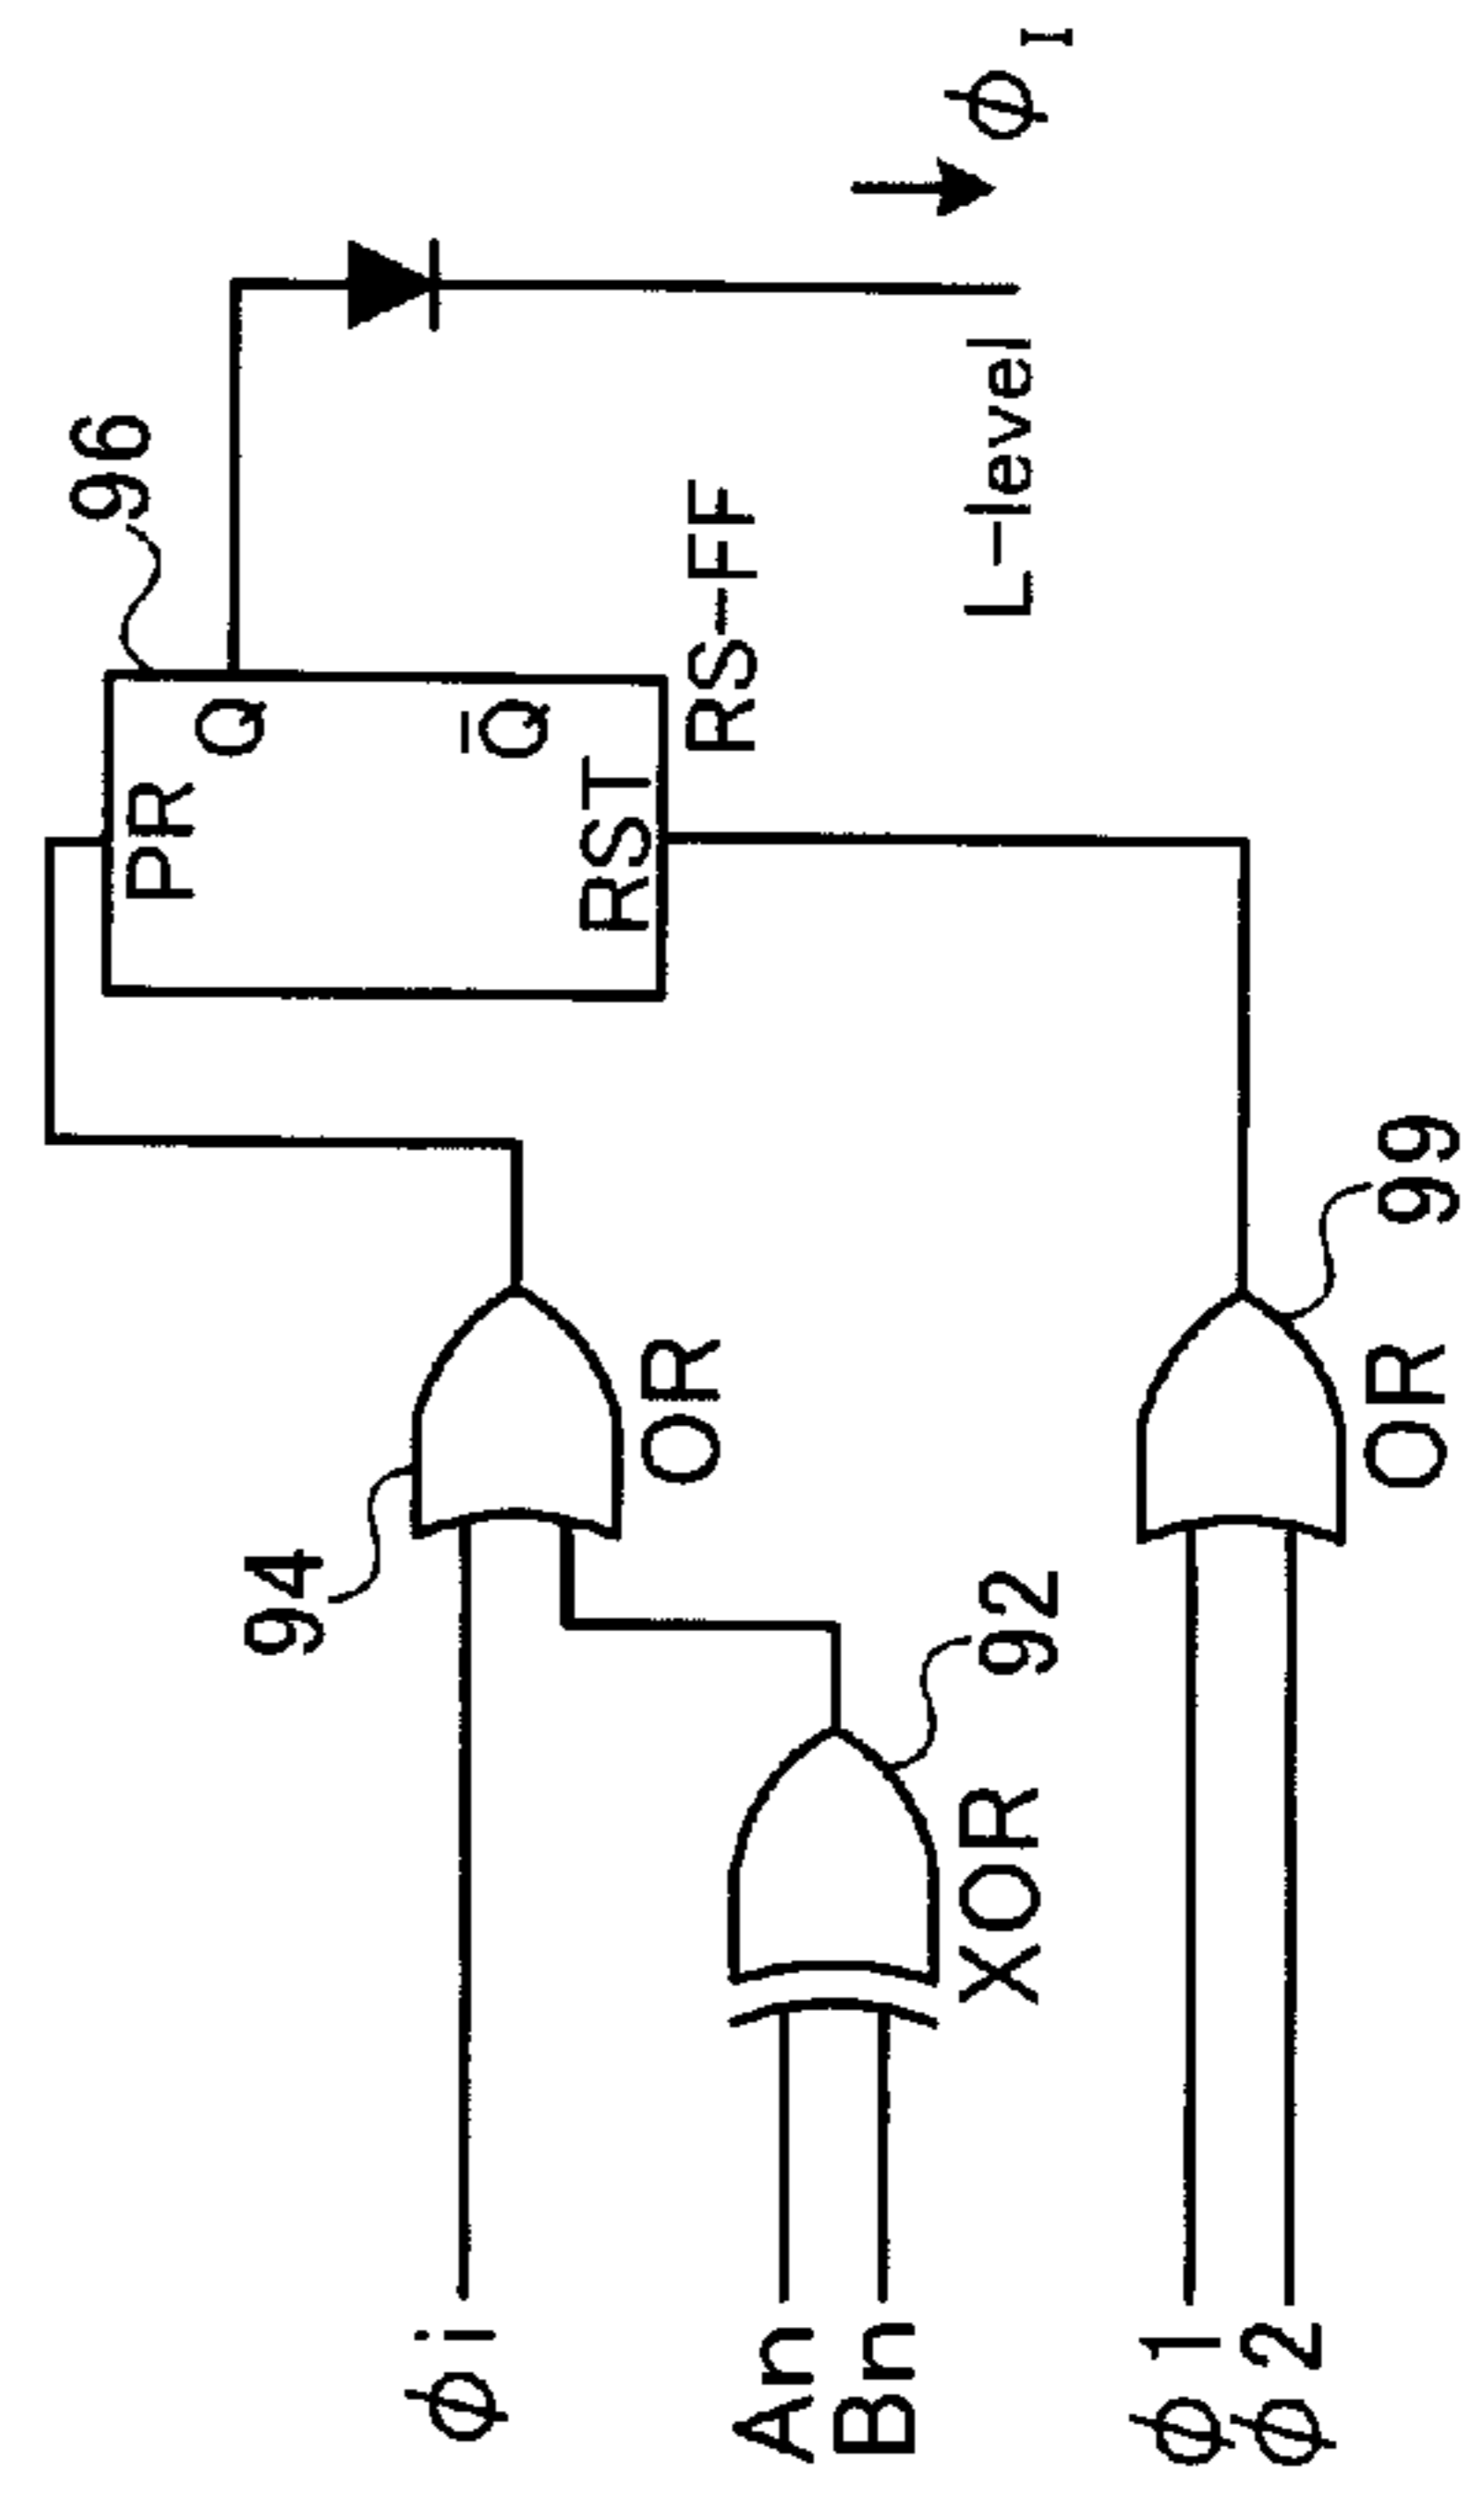 96
PR
Q
Q̅
RST
RS-FF
L-level
ϕI
94
OR
ϕi
92
XOR
An
Bn
99
OR
ϕ1
ϕ2